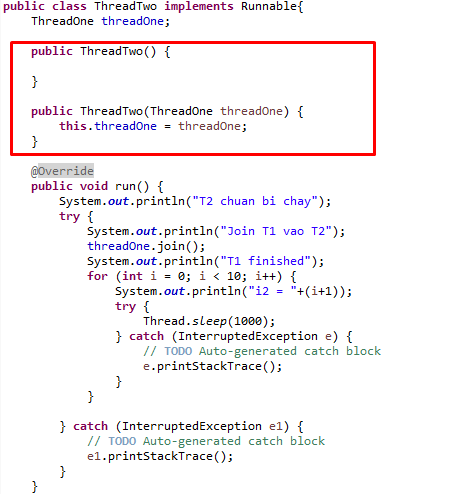 public class ThreadTwo implements Runnable{
ThreadOne threadOne;
public ThreadTwo() {
}
public ThreadTwo(ThreadOne threadOne) {
this.threadOne = threadOne;
}
@Override
public void run() {
System.out.println("T2 chuan bi chay");
try {
System.out.println("Join T1 vao T2");
threadOne.join();
System.out.println("T1 finished");
for (int i = 0; i < 10; i++) {
System.out.println("i2 = "+(i+1));
try {
Thread.sleep(1000);
} catch (InterruptedException e) {
// TODO Auto-generated catch block
e.printStackTrace();
}
}
} catch (InterruptedException e1) {
// TODO Auto-generated catch block
e1.printStackTrace();
}
}